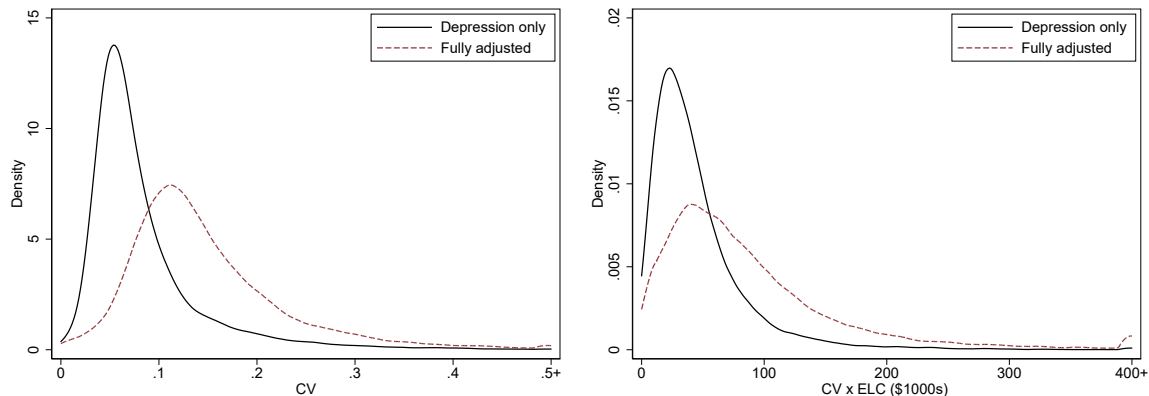 15
10
5
0
Density
0
.1
.2
.3
.4
.5+
CV
Depression only
Fully adjusted
.02
.015
.01
.005
0
Density
0
100
200
300
400+
CV x ELC ($1000s)
Depression only
Fully adjusted